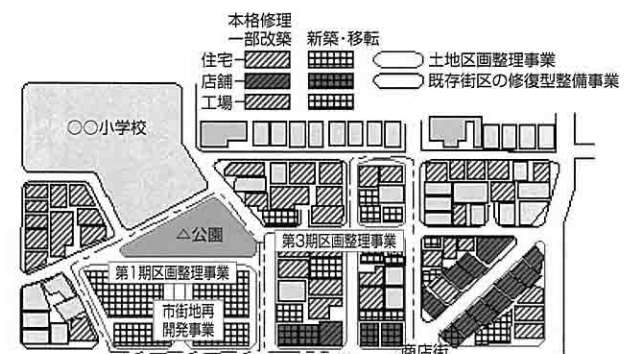 本格修理
一部改築 新築・移転
住宅
店舗
工場
土地区画整理事業
既存街区の修復型整備事業
○○小学校
△公園
第3期区画整理事業
第1期区画整理事業
市街地再
開発事業
商店街